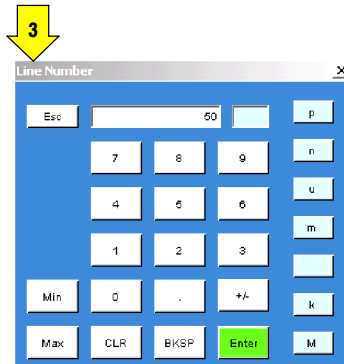 3
Line Number X
Esc 50 p
7 8 9 n
4 5 6 u
m
1 2 3
Min 0 . +/- k
Max CLR BKSP Enter M